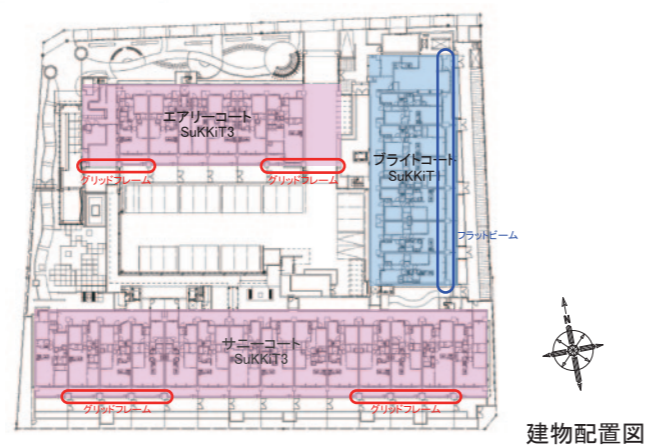 エアリーコート
SuKKiT3
ブライトコート
SuKKiT1
グリッドフレーム
グリッドフレーム
フラットビーム
サニーコート
SuKKiT3
グリッドフレーム
グリッドフレーム
N
建物配置図